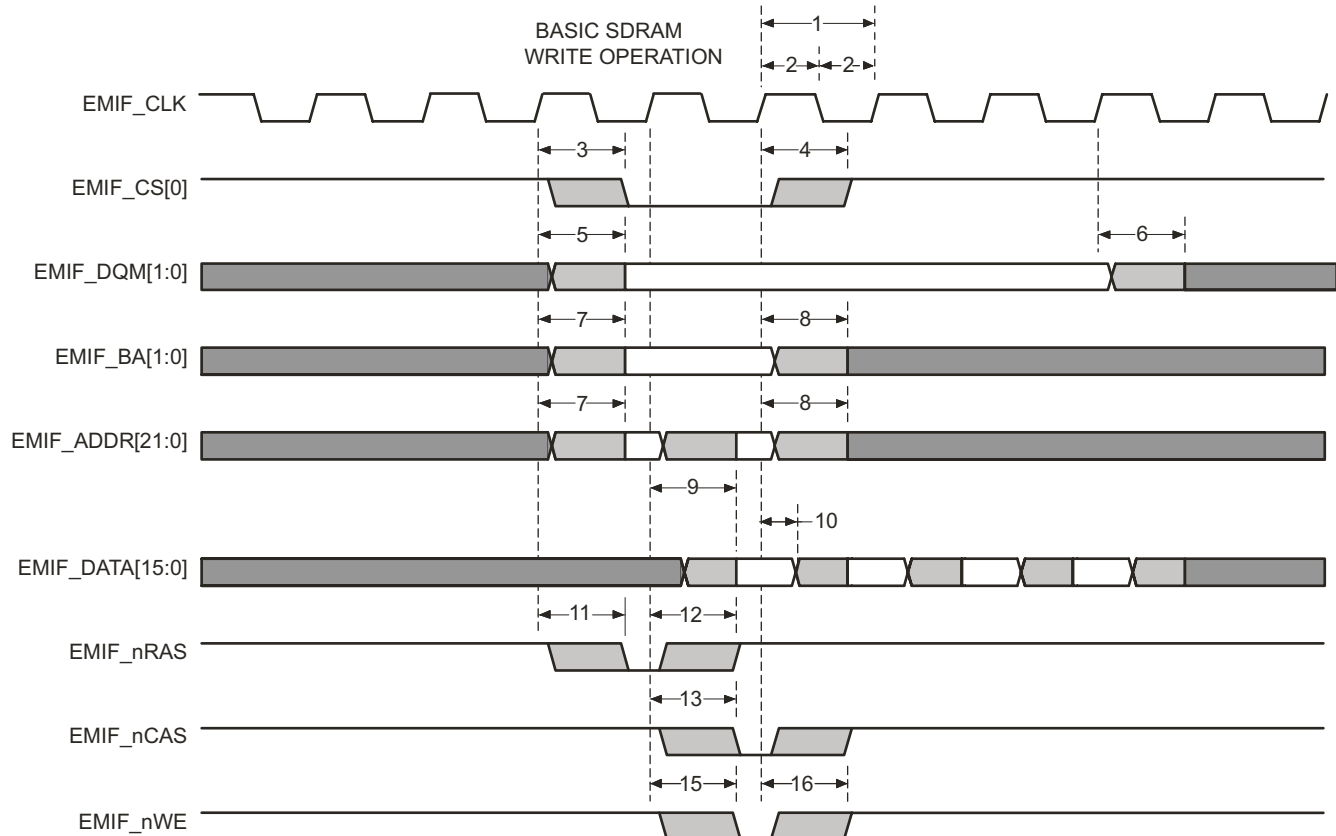 BASIC SDRAM
WRITE OPERATION
1
2 2
EMIF_CLK
3 4
EMIF_CS[0]
5 6
EMIF_DQM[1:0]
7 8
EMIF_BA[1:0]
7 8
EMIF_ADDR[21:0]
9
10
EMIF_DATA[15:0]
11 12
EMIF_nRAS
13
EMIF_nCAS
15 16
EMIF_nWE